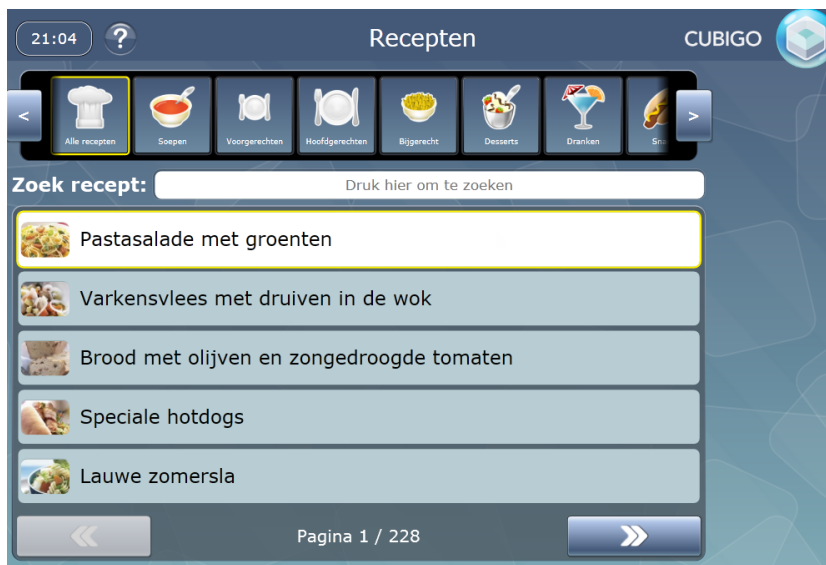 21:04
?
Recepten
CUBIGO
<
Alle recepten
Soepen
Voorgerechten
Hoofdgerechten
Bijgerecht
Desserts
Dranken
Sna
>
Zoek recept:
Druk hier om te zoeken
Pastasalade met groenten
Varkensvlees met druiven in de wok
Brood met olijven en zongedroogde tomaten
Speciale hotdogs
Lauwe zomersla
Pagina 1 / 228